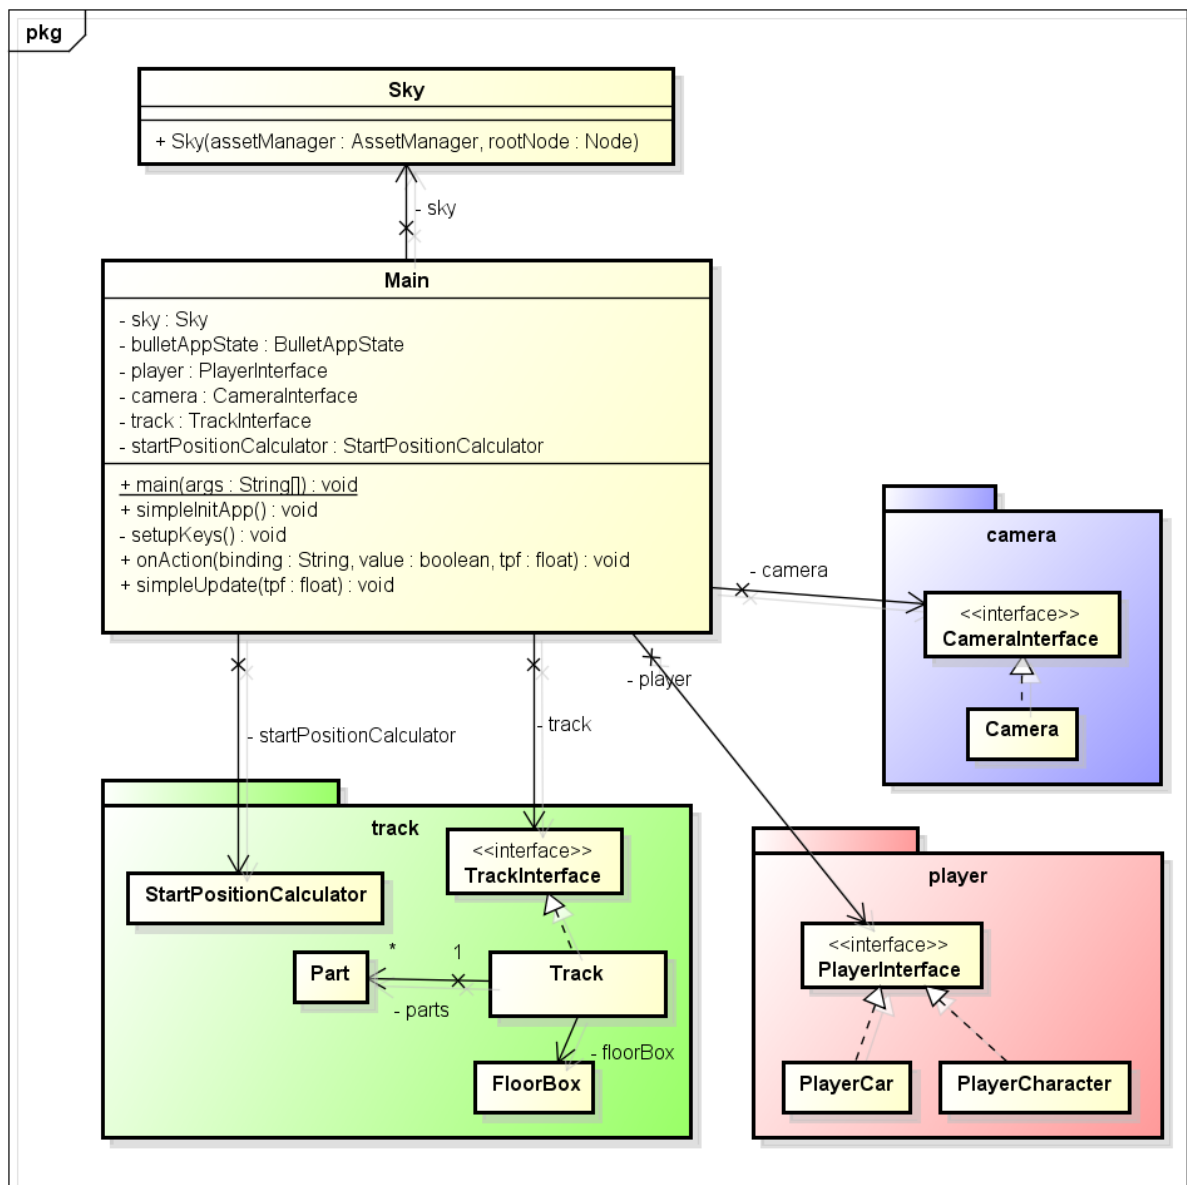 pkg
Sky
+ Sky(assetManager : AssetManager, rootNode : Node)
- sky
Main
- sky : Sky
- bulletAppState : BulletAppState
- player : PlayerInterface
- camera : CameraInterface
- track : TrackInterface
- startPositionCalculator : StartPositionCalculator
+ main(args : String[]) : void
+ simpleInitApp() : void
- setupKeys() : void
+ onAction(binding : String, value : boolean, tpf : float) : void
+ simpleUpdate(tpf : float) : void
- camera
camera
<<interface>>
CameraInterface
Camera
- player
- track
- startPositionCalculator
track
<<interface>>
TrackInterface
StartPositionCalculator
* 1
Part
Track
- parts
- floorBox
FloorBox
player
<<interface>>
PlayerInterface
PlayerCar
PlayerCharacter